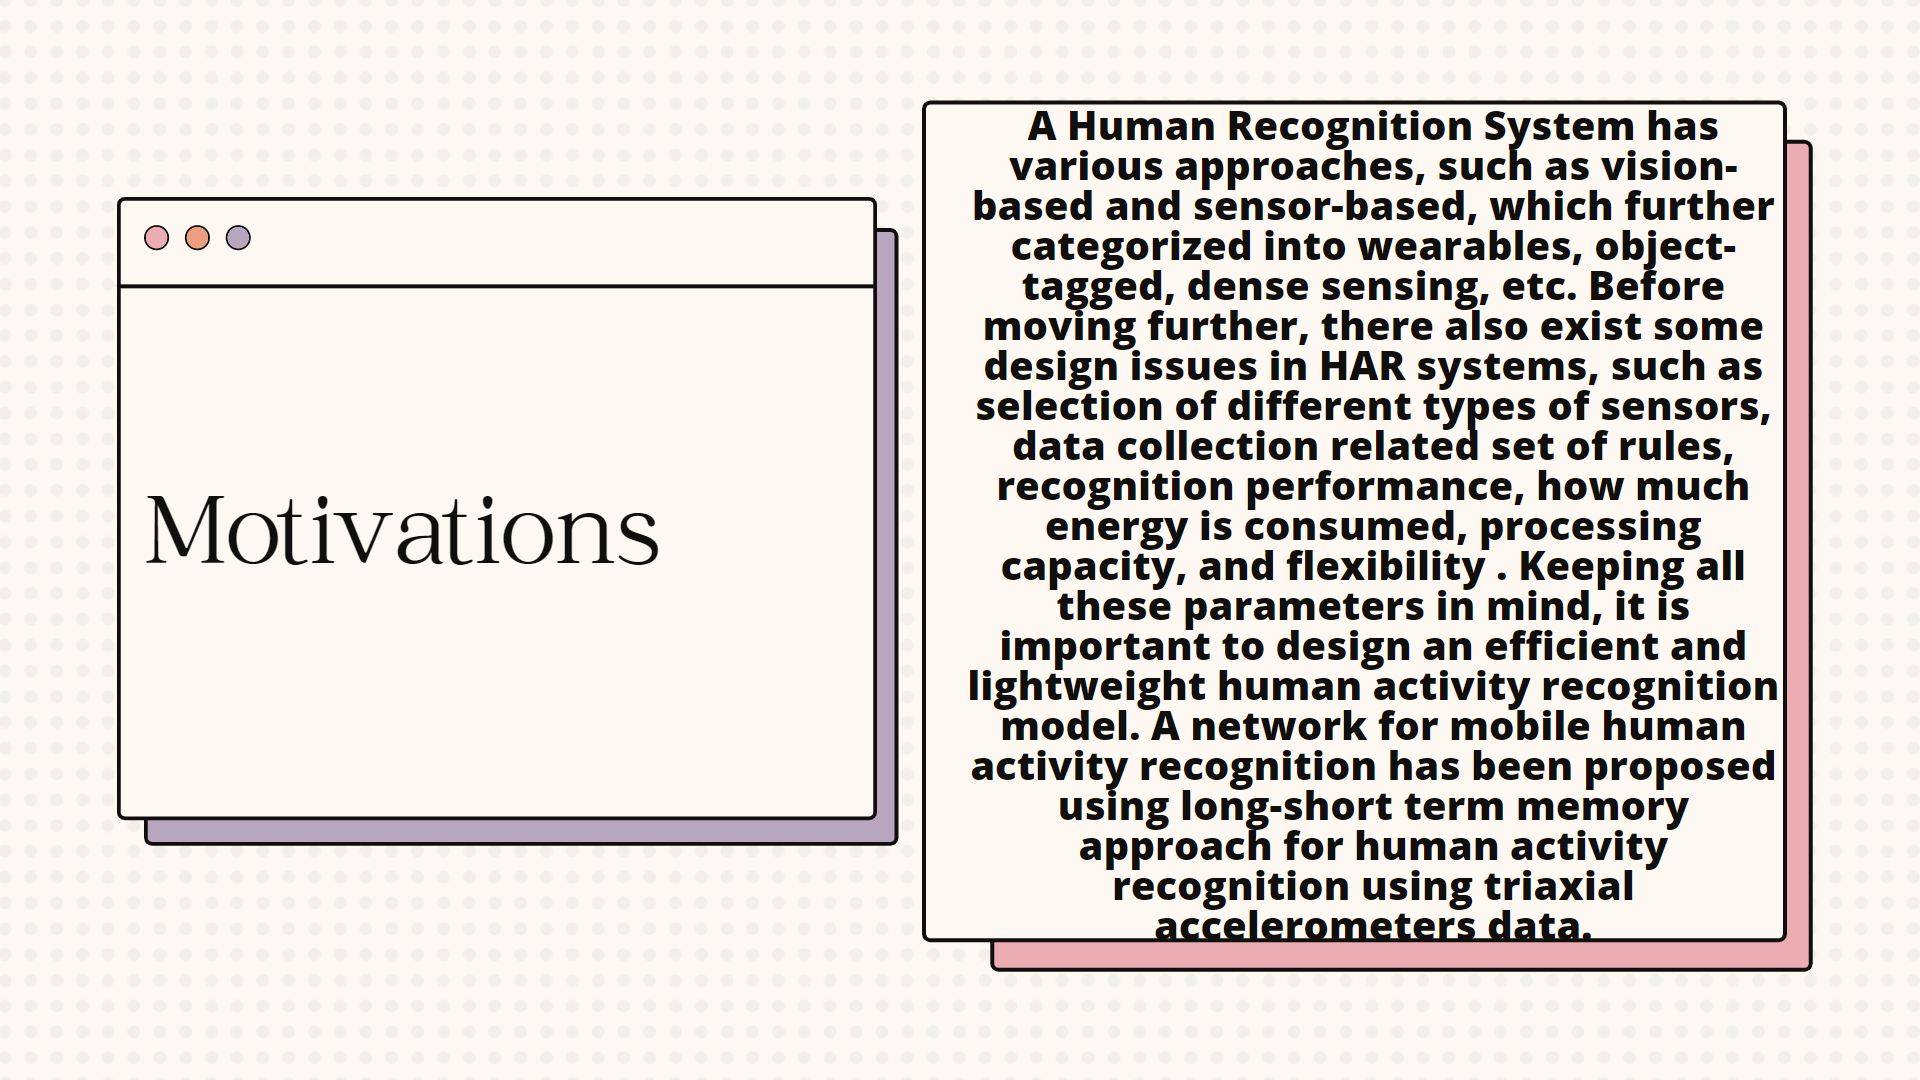 Motivations
A Human Recognition System has
various approaches, such as vision-
based and sensor-based, which further
categorized into wearables, object-
tagged, dense sensing, etc. Before
moving further, there also exist some
design issues in HAR systems, such as
selection of different types of sensors,
data collection related set of rules,
recognition performance, how much
energy is consumed, processing
capacity, and flexibility . Keeping all
these parameters in mind, it is
important to design an efficient and
lightweight human activity recognition
model. A network for mobile human
activity recognition has been proposed
using long-short term memory
approach for human activity
recognition using triaxial
accelerometers data.